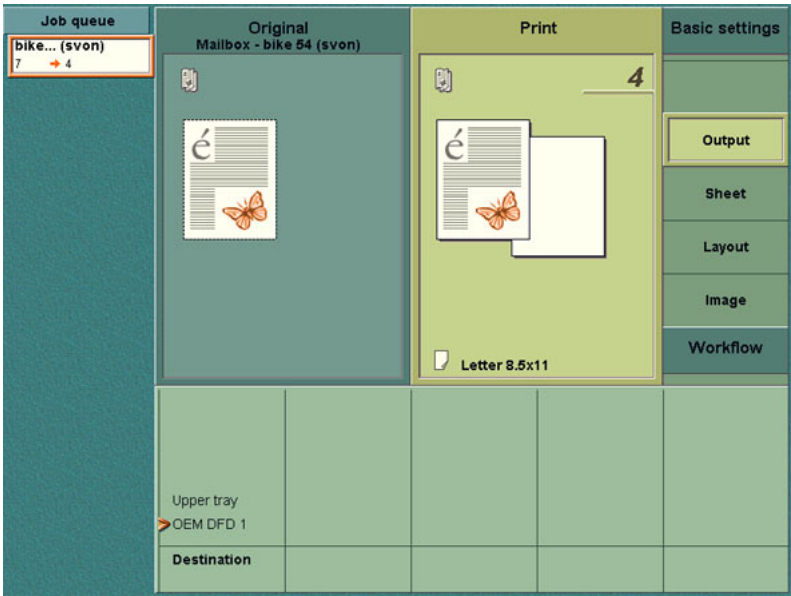 Job queue
bike... (svon)
7 → 4
Original
Mailbox - bike 54 (svon)
é
Print
4
é
Letter 8.5x11
Basic settings
Output
Sheet
Layout
Image
Workflow
Upper tray
OEM DFD 1
Destination